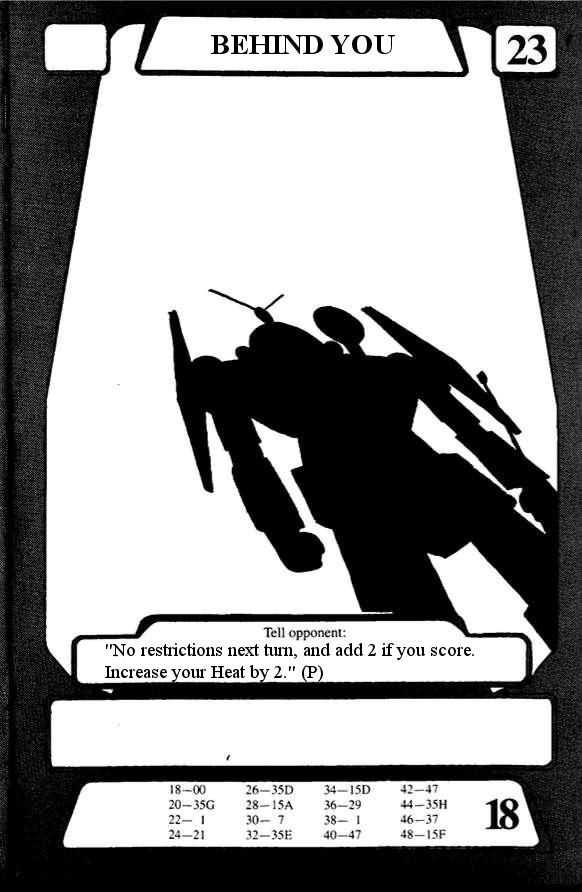 BEHIND YOU
23
Tell opponent:
"No restrictions next turn, and add 2 if you score.
Increase your Heat by 2." (P)
18—00 26—35D 34—15D 42—47
20—35G 28—15A 36—29 44—35H
22— 1 30— 7 38— 1 46—37
24—21 32—35E 40—47 48—15F
18